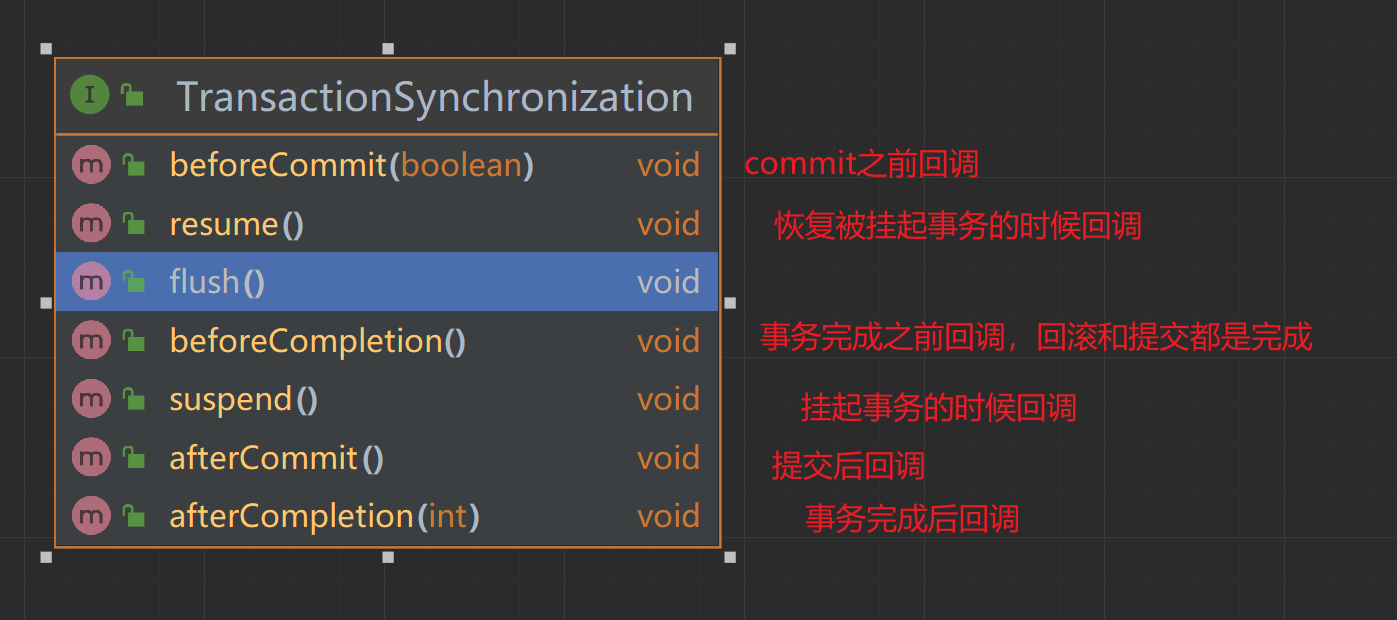 I TransactionSynchronization
m beforeCommit(boolean) void commit之前回调
m resume() void 恢复被挂起事务的时候回调
m flush() void
m beforeCompletion() void 事务完成之前回调，回滚和提交都是完成
m suspend() void 挂起事务的时候回调
m afterCommit() void 提交后回调
m afterCompletion(int) void 事务完成后回调